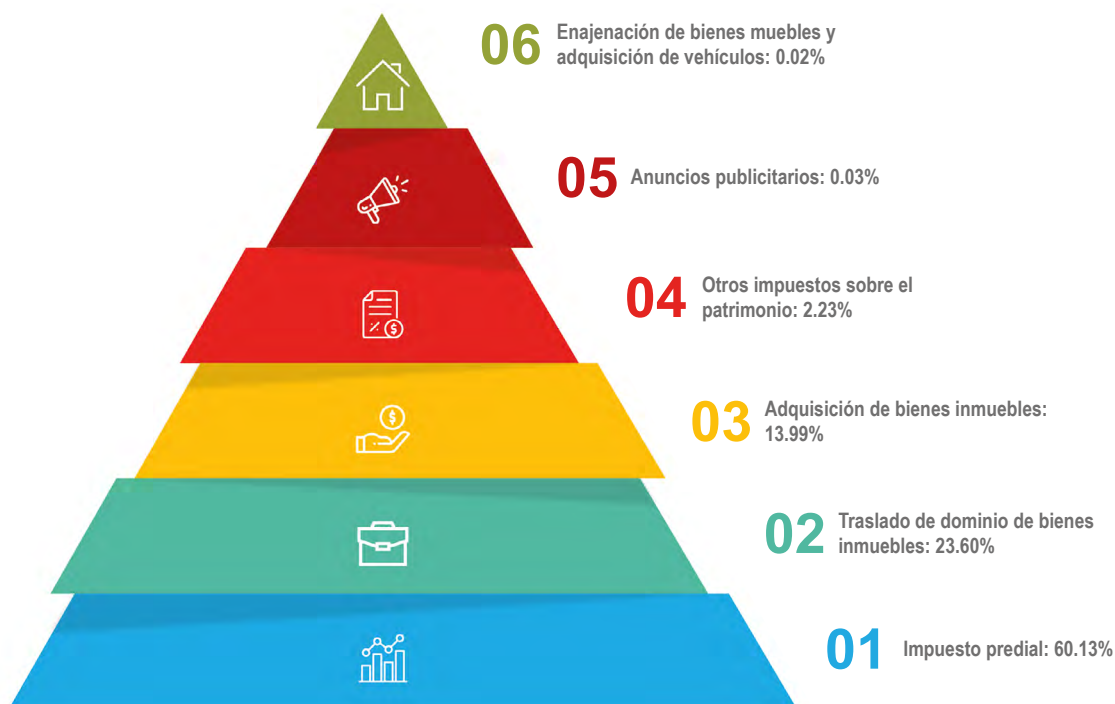 06
Enajenación de bienes muebles y
adquisición de vehículos: 0.02%
05
Anuncios publicitarios: 0.03%
04
Otros impuestos sobre el
patrimonio: 2.23%
03
Adquisición de bienes inmuebles:
13.99%
02
Traslado de dominio de bienes
inmuebles: 23.60%
01
Impuesto predial: 60.13%